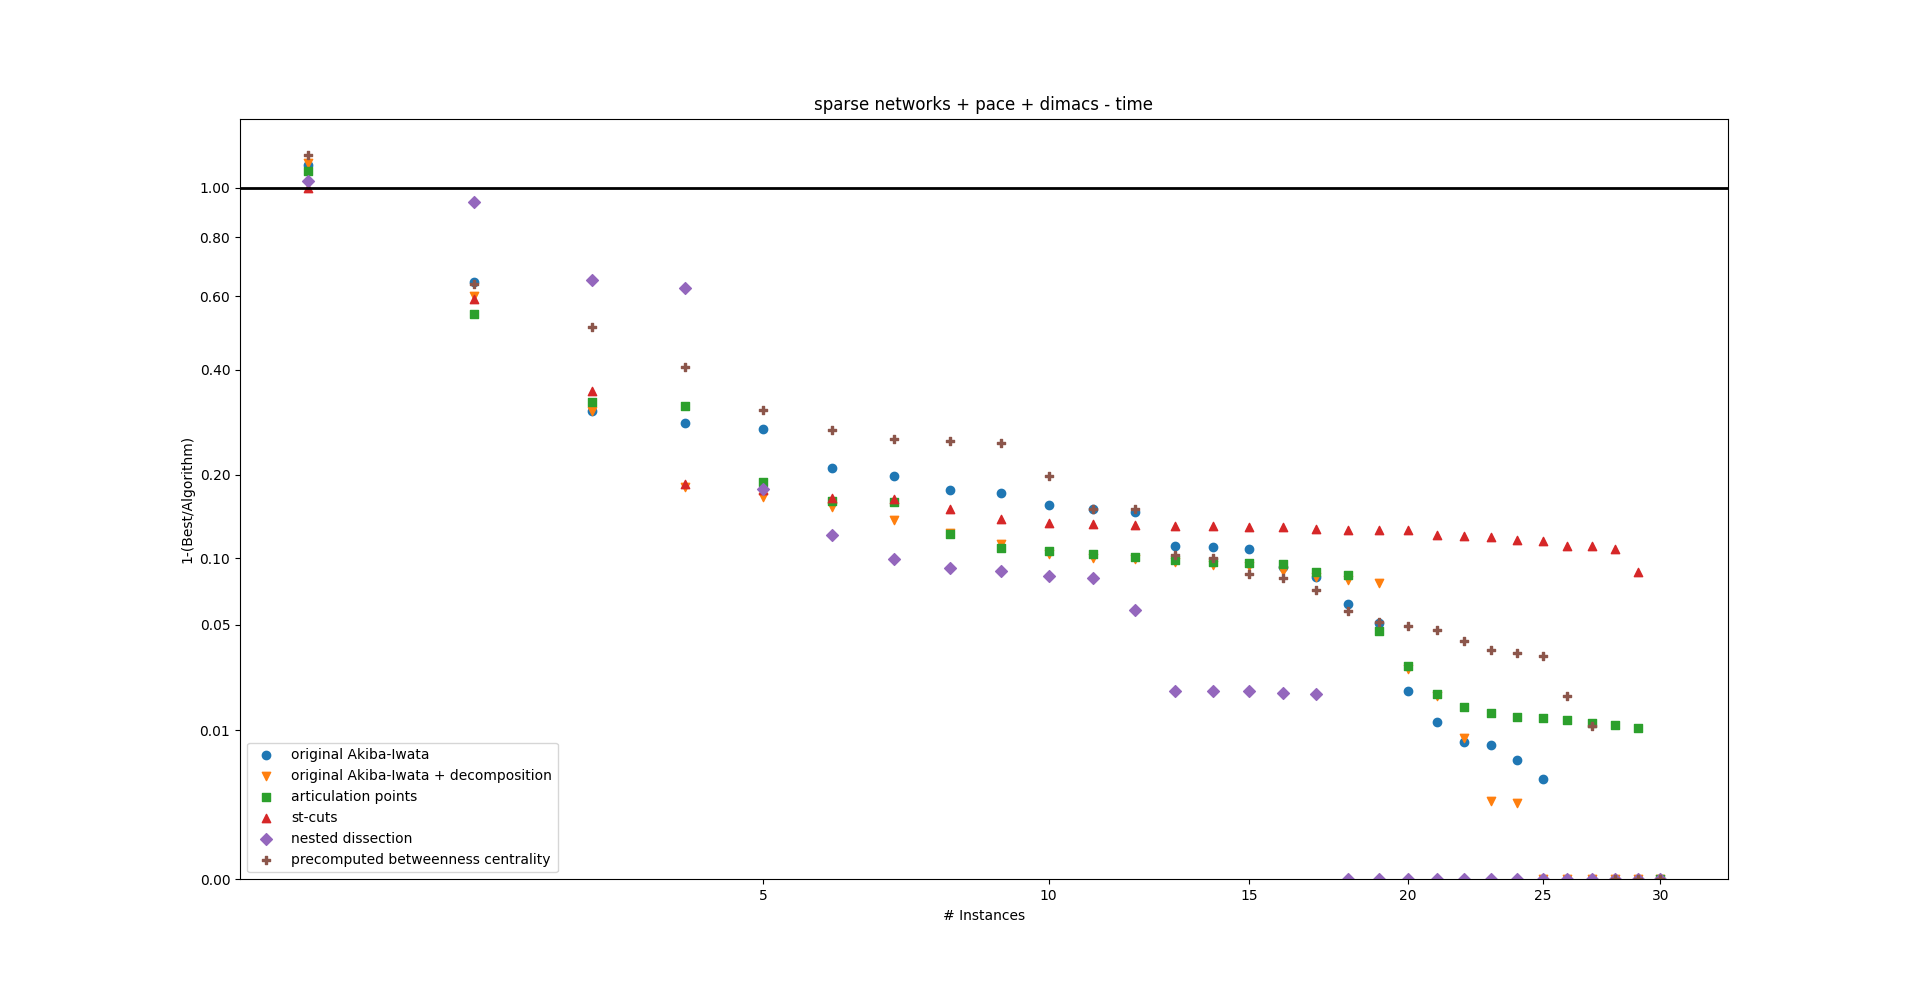 sparse networks + pace + dimacs - time
1.00
0.80
0.60
0.40
0.20
0.10
0.05
0.01
0.00
1-(Best/Algorithm)
original Akiba-Iwata
original Akiba-Iwata + decomposition
articulation points
st-cuts
nested dissection
precomputed betweenness centrality
5 10 15 20 25 30
# Instances